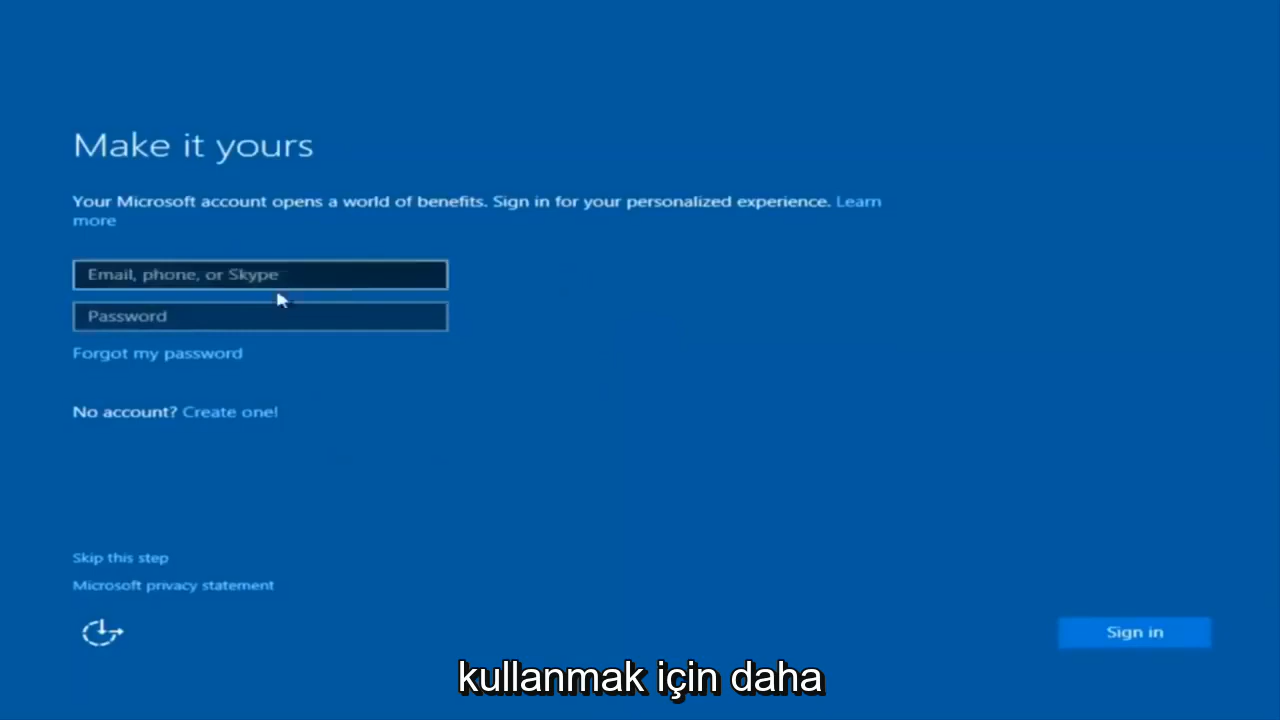 Make it yours
Your Microsoft account opens a world of benefits. Sign in for your personalized experience. Learn
more
Email, phone, or Skype
Password
Forgot my password
No account? Create one!
Skip this step
Microsoft privacy statement
Sign in
kullanmak için daha